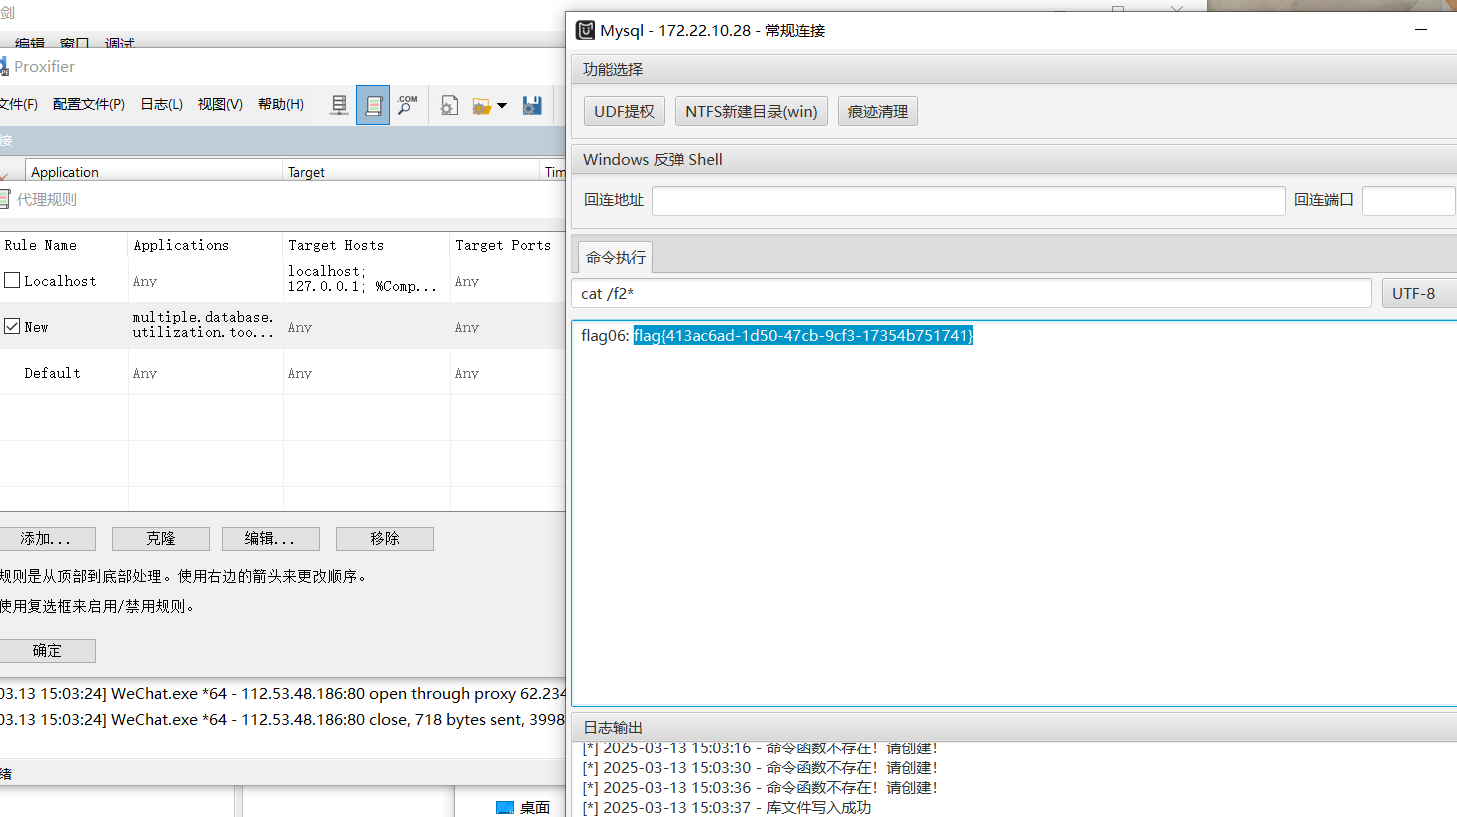 剑
编辑 窗口 调试
Proxifier
文件(F) 配置文件(P) 日志(L) 视图(V) 帮助(H)
.COM
接
Application Target Tim
代理规则
Rule Name Applications Target Hosts Target Ports
Localhost Any localhost; 127.0.0.1; %Comp... Any
New multiple.database.utilization.too... Any Any
Default Any Any Any
添加... 克隆 编辑... 移除
规则是从顶部到底部处理。使用右边的箭头来更改顺序。
使用复选框来启用/禁用规则。
确定
03.13 15:03:24] WeChat.exe *64 - 112.53.48.186:80 open through proxy 62.234
03.13 15:03:24] WeChat.exe *64 - 112.53.48.186:80 close, 718 bytes sent, 3998
绪
桌面
Mysql - 172.22.10.28 - 常规连接
功能选择
UDF提权 NTFS新建目录(win) 痕迹清理
Windows 反弹 Shell
回连地址 回连端口
命令执行
cat /f2* UTF-8
flag06: flag{413ac6ad-1d50-47cb-9cf3-17354b751741}
日志输出
[*] 2025-03-13 15:03:16 - 命令函数不存在！请创建!
[*] 2025-03-13 15:03:30 - 命令函数不存在！请创建!
[*] 2025-03-13 15:03:36 - 命令函数不存在！请创建!
[*] 2025-03-13 15:03:37 - 库文件写入成功